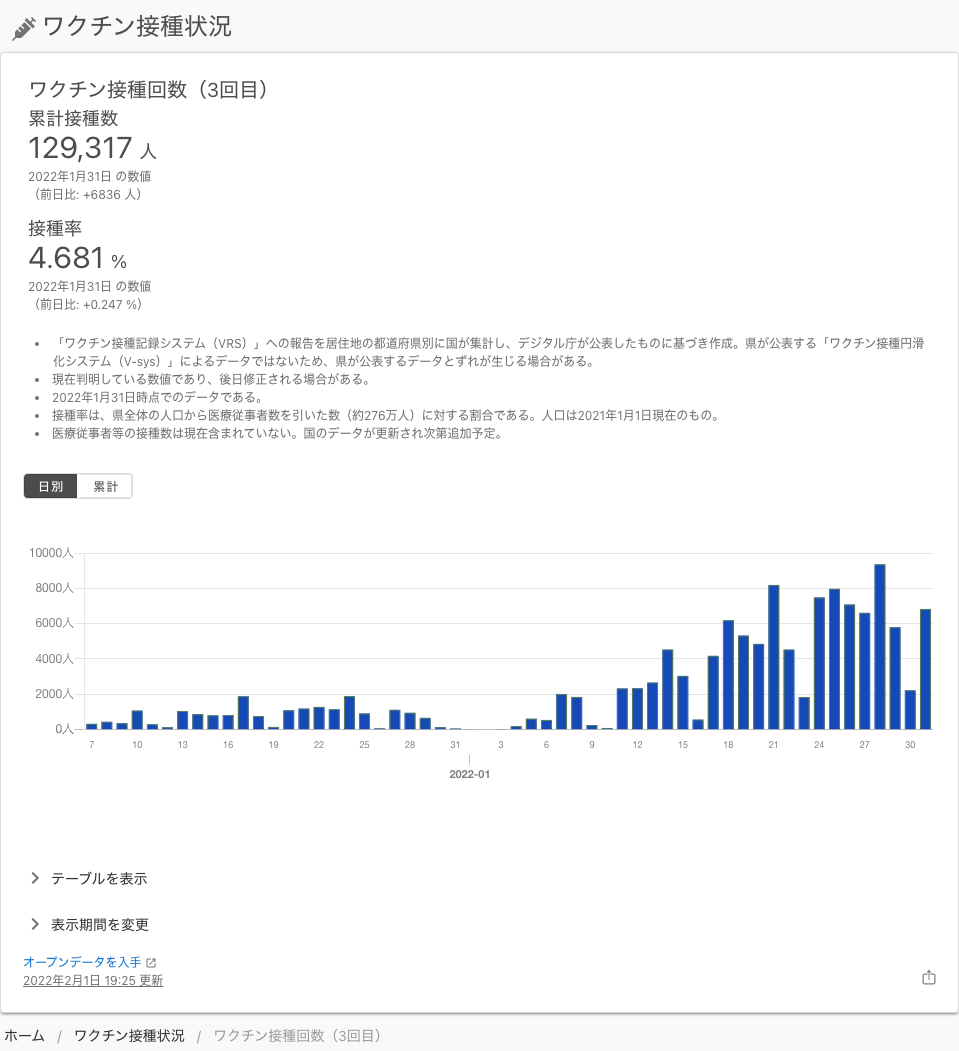 ワクチン接種状況
ワクチン接種回数（3回目）
累計接種数
129,317 人
2022年1月31日 の数値
（前日比: +6836 人）
接種率
4.681 %
2022年1月31日 の数値
（前日比: +0.247 %）
• 「ワクチン接種記録システム（VRS）」への報告を居住地の都道府県別に国が集計し、デジタル庁が公表したものに基づき作成。県が公表する「ワクチン接種円滑
化システム（V-sys）」によるデータではないため、県が公表するデータとずれが生じる場合がある。
• 現在判明している数値であり、後日修正される場合がある。
• 2022年1月31日時点でのデータである。
• 接種率は、県全体の人口から医療従事者数を引いた数（約276万人）に対する割合である。人口は2021年1月1日現在のもの。
• 医療従事者等の接種数は現在含まれていない。国のデータが更新され次第追加予定。
日別 累計
10000人
8000人
6000人
4000人
2000人
0人
7 10 13 16 19 22 25 28 31 3 6 9 12 15 18 21 24 27 30
2022-01
テーブルを表示
表示期間を変更
オープンデータを入手
2022年2月1日 19:25 更新
ホーム / ワクチン接種状況 / ワクチン接種回数（3回目）